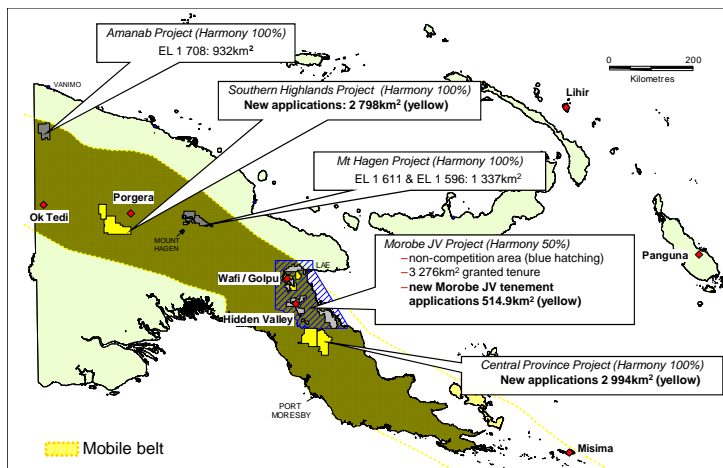 Amanab Project (Harmony 100%)
EL 1 708: 932km²
VANIMO
Southern Highlands Project (Harmony 100%)
New applications: 2 798km² (yellow)
0 200
Kilometres
Lihir
Mt Hagen Project (Harmony 100%)
EL 1 611 & EL 1 596: 1 337km²
Porgera
Ok Tedi
MOUNT
HAGEN
Morobe JV Project (Harmony 50%)
–non-competition area (blue hatching)
–3 276km² granted tenure
–new Morobe JV tenement
applications 514.9km² (yellow)
Panguna
LAE
Wafi / Golpu
Hidden Valley
Central Province Project (Harmony 100%)
New applications 2 994km² (yellow)
PORT
MORESBY
Mobile belt
Misima